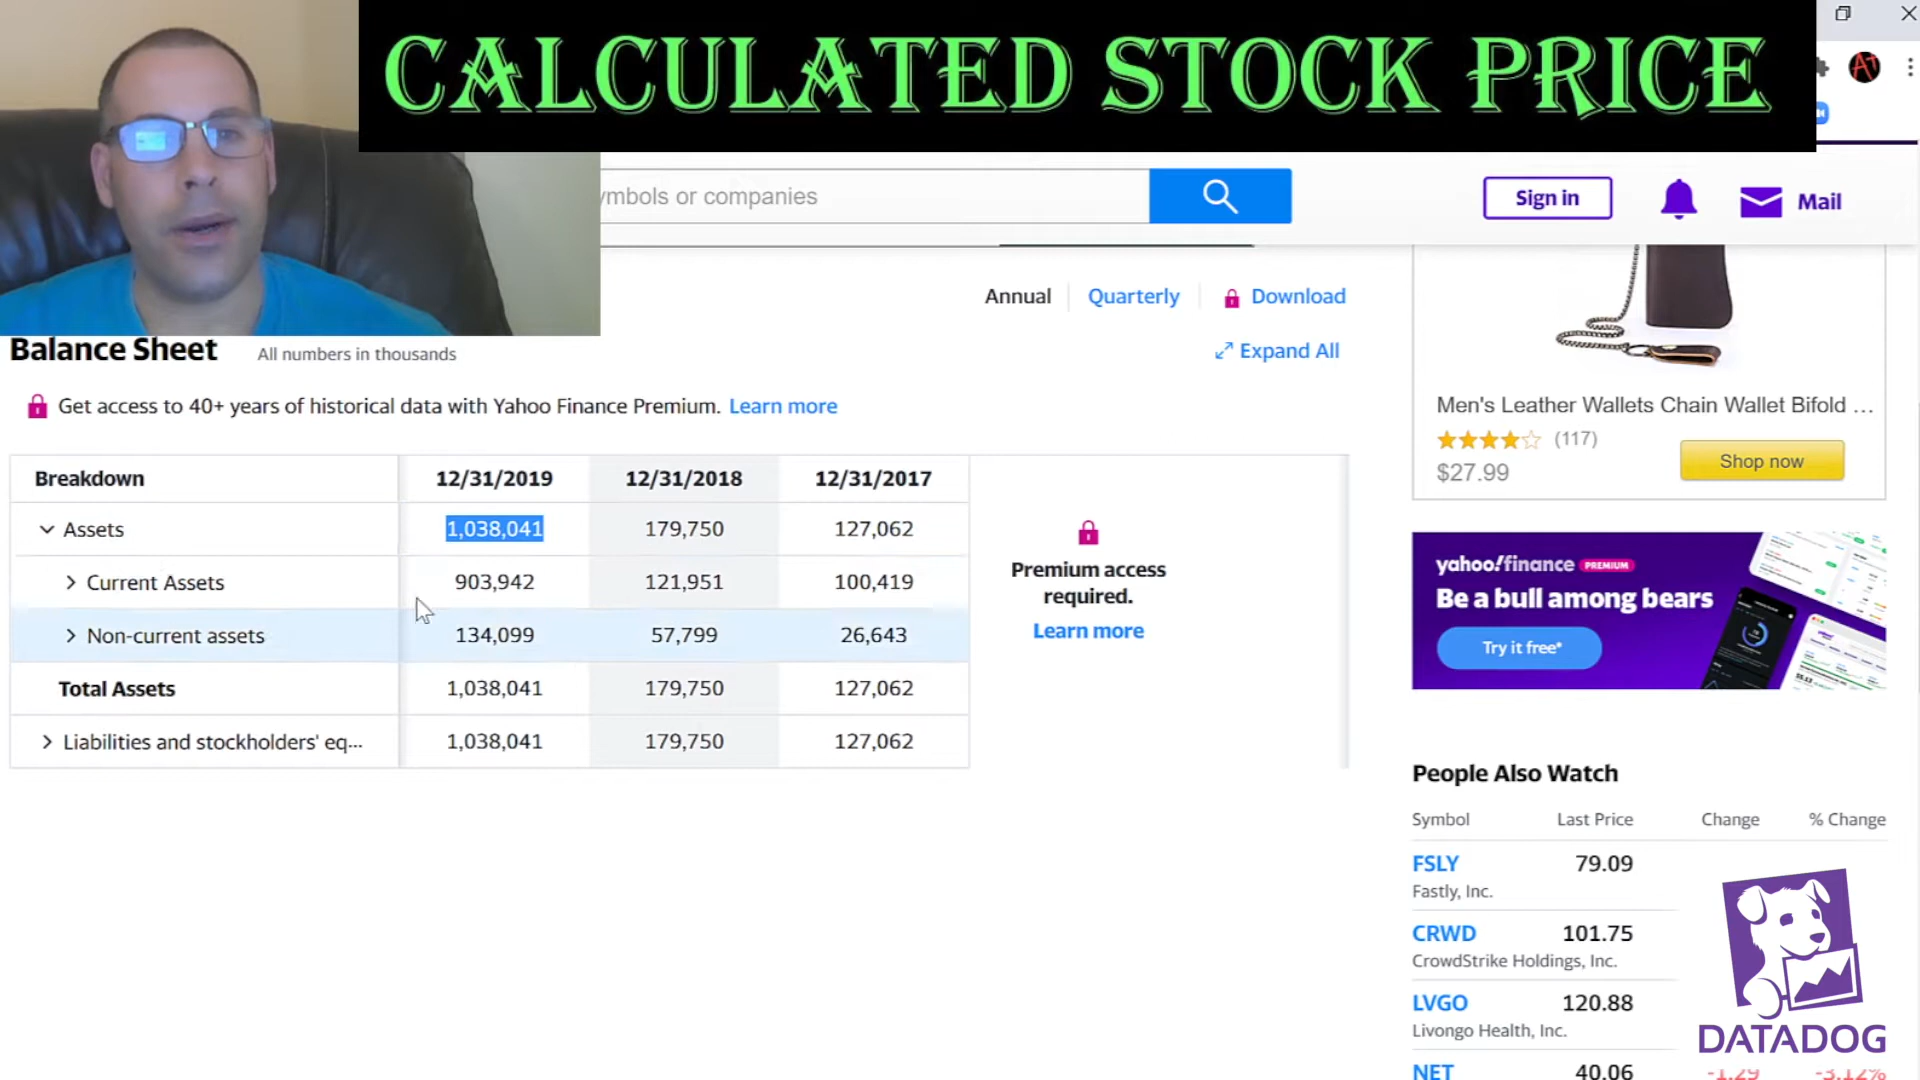 CALCULATED STOCK PRICE
AT
ymbols or companies
Sign in
Mail
Annual
Quarterly
Download
Balance Sheet
All numbers in thousands
Expand All
Get access to 40+ years of historical data with Yahoo Finance Premium. Learn more
Breakdown 12/31/2019 12/31/2018 12/31/2017
Assets 1,038,041 179,750 127,062
Current Assets 903,942 121,951 100,419
Non-current assets 134,099 57,799 26,643
Total Assets 1,038,041 179,750 127,062
Liabilities and stockholders' eq... 1,038,041 179,750 127,062
Premium access
required.
Learn more
Men's Leather Wallets Chain Wallet Bifold ...
(117)
$27.99
Shop now
yahoo!finance PREMIUM
Be a bull among bears
Try it free*
People Also Watch
Symbol Last Price Change % Change
FSLY 79.09
Fastly, Inc.
CRWD 101.75
CrowdStrike Holdings, Inc.
LVGO 120.88
Livongo Health, Inc.
NET 40.06 -1.29 -3.12%
DATADOG